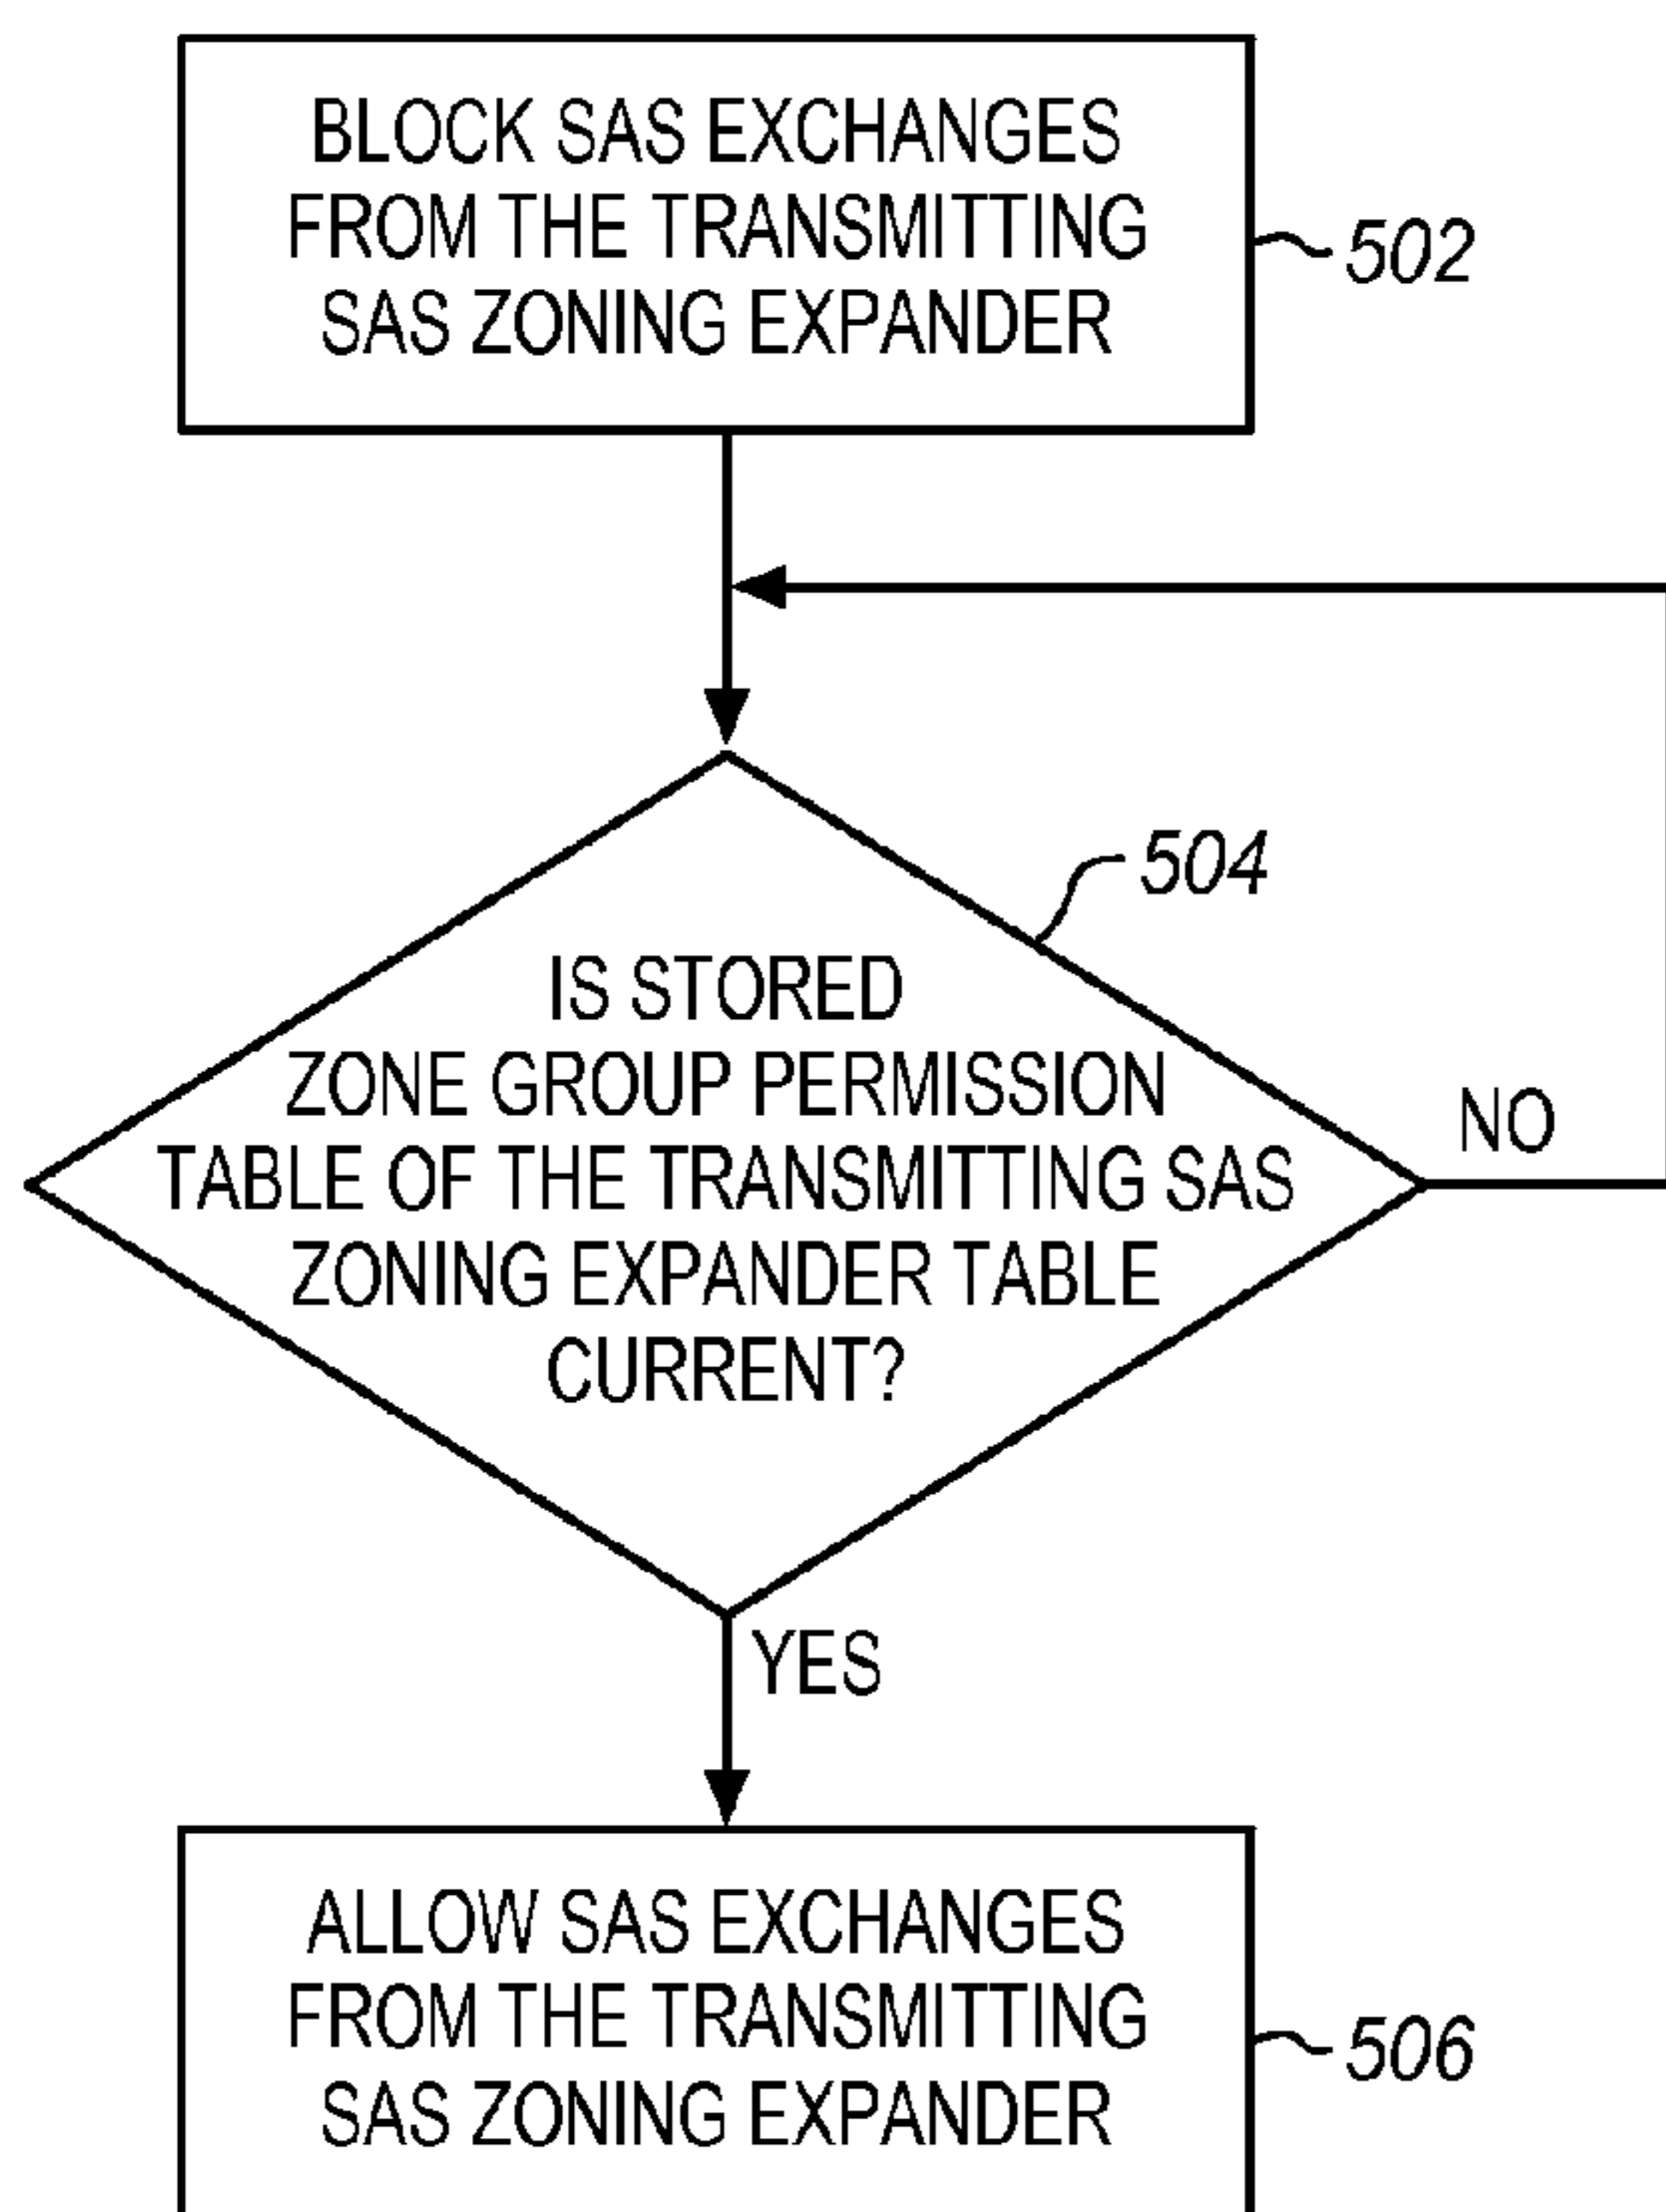 BLOCK SAS EXCHANGES
FROM THE TRANSMITTING
SAS ZONING EXPANDER
502
504
IS STORED
ZONE GROUP PERMISSION
TABLE OF THE TRANSMITTING SAS
ZONING EXPANDER TABLE
CURRENT?
NO
YES
ALLOW SAS EXCHANGES
FROM THE TRANSMITTING
SAS ZONING EXPANDER
506